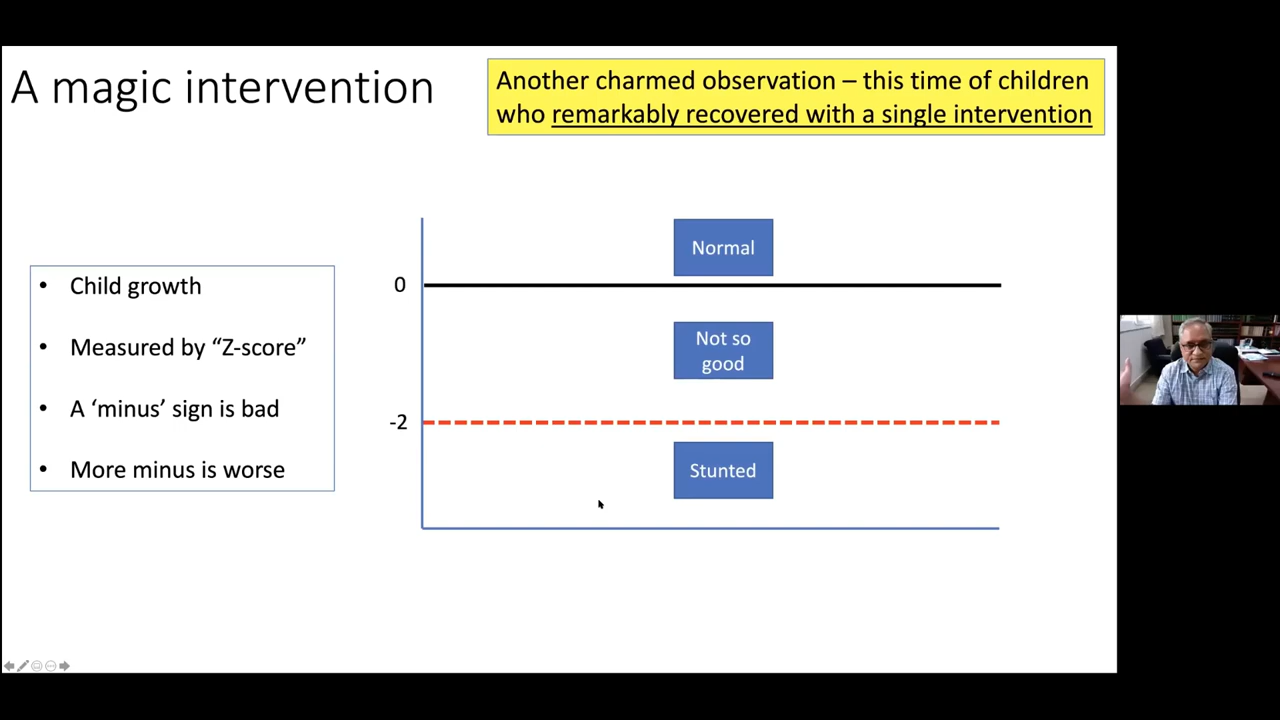 A magic intervention
Another charmed observation – this time of children
who remarkably recovered with a single intervention
• Child growth
• Measured by “Z-score”
• A ‘minus’ sign is bad
• More minus is worse
Normal
0
Not so
good
-2
Stunted